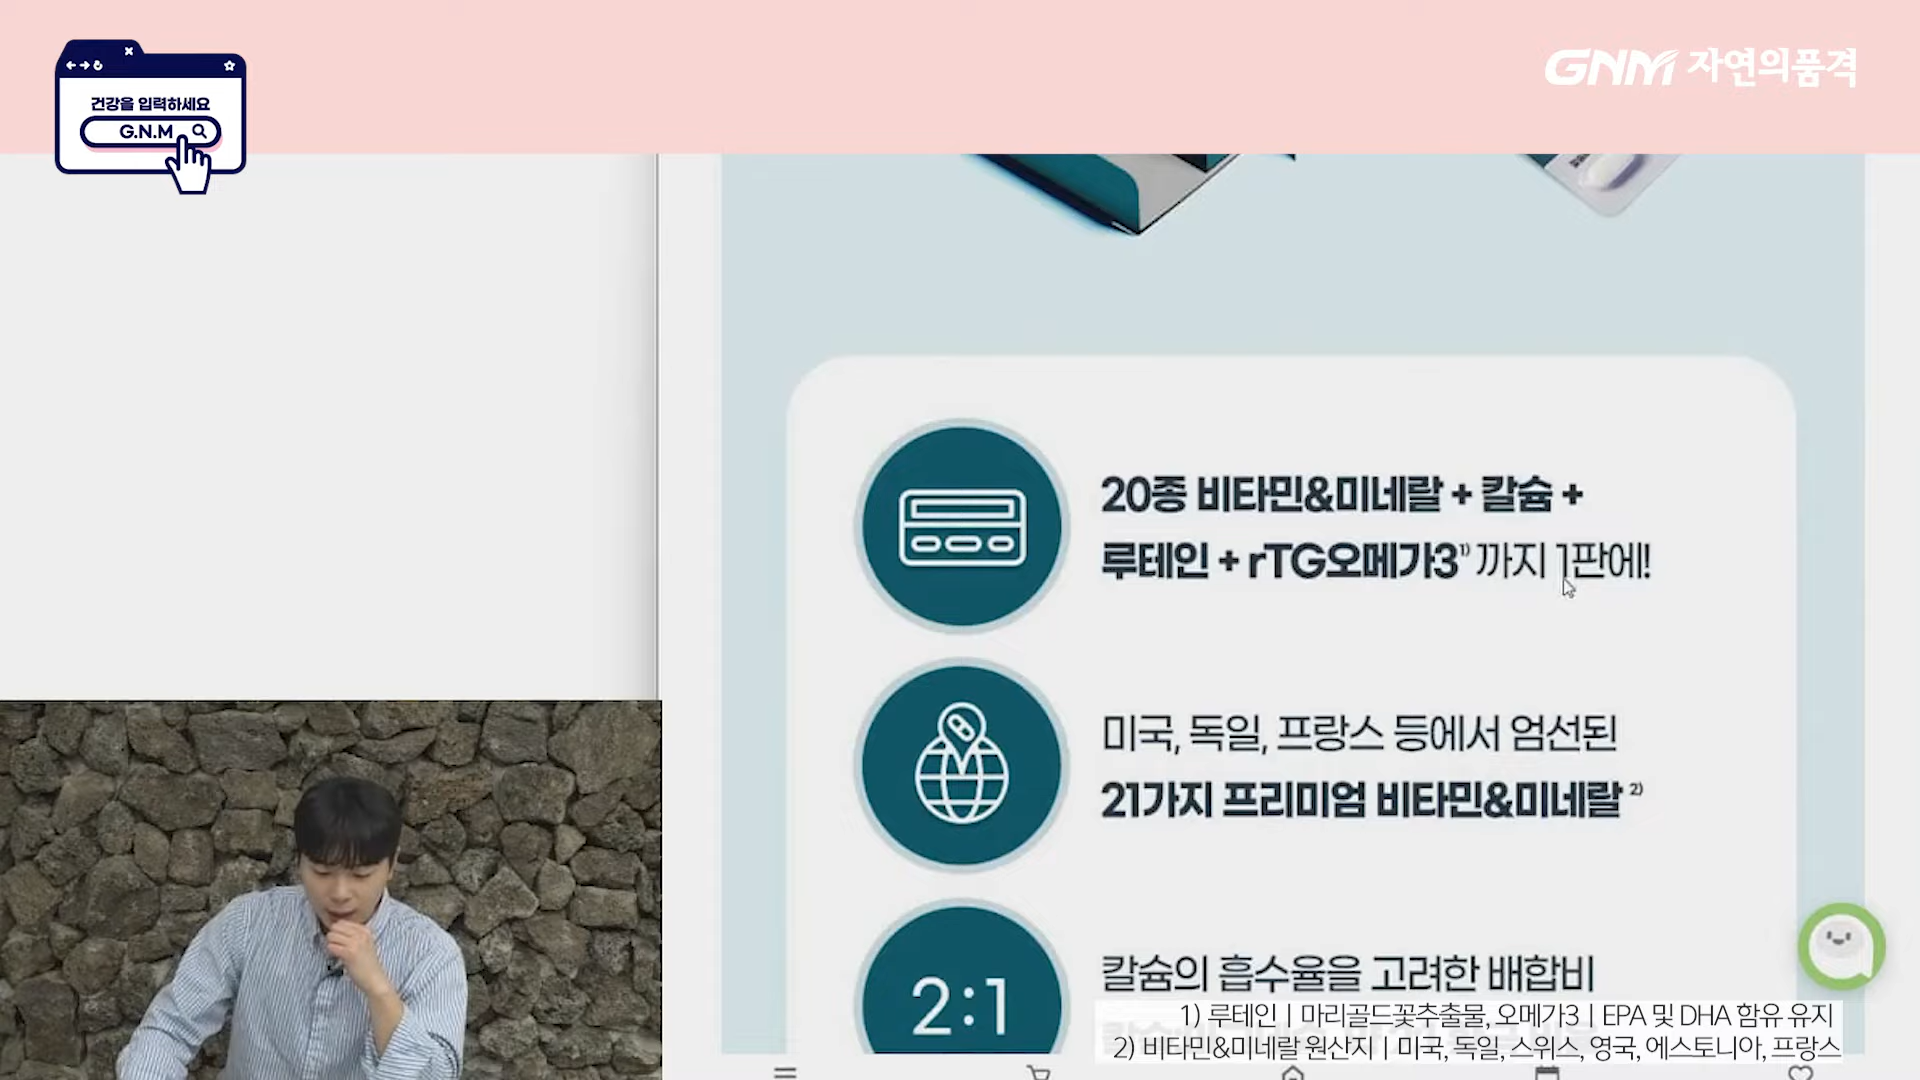 건강을 입력하세요
G.N.M
GNM 자연의품격
20종 비타민&미네랄 + 칼슘 +
루테인 + rTG오메가3¹⁾ 까지 1판에!
미국, 독일, 프랑스 등에서 엄선된
21가지 프리미엄 비타민&미네랄 ²⁾
2:1
칼슘의 흡수율을 고려한 배합비
1) 루테인 | 마리골드꽃추출물, 오메가3 | EPA 및 DHA 함유 유지
2) 비타민&미네랄 원산지 | 미국, 독일, 스위스, 영국, 에스토니아, 프랑스